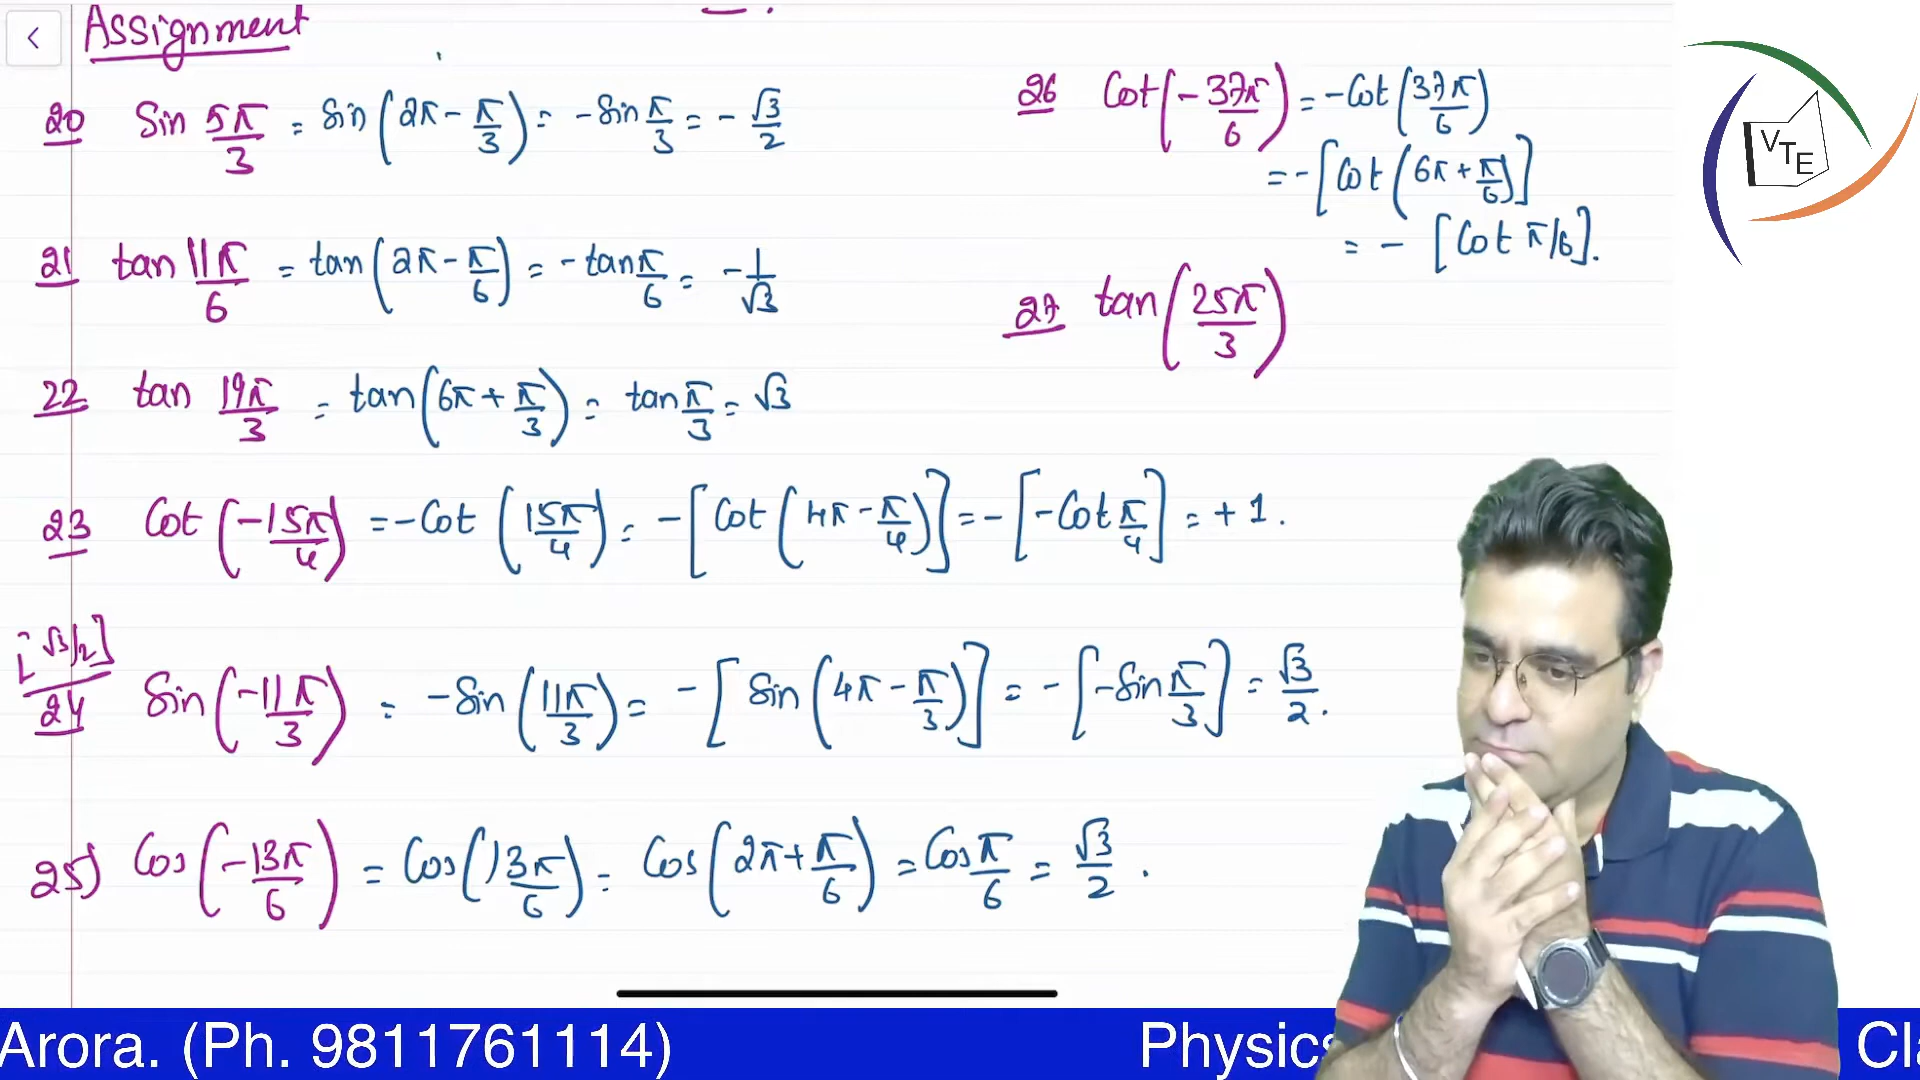 Assignment
20 Sin 5π/3 = Sin(2π - π/3) = -Sin π/3 = -√3/2
21 tan 11π/6 = tan(2π - π/6) = -tan π/6 = -1/√3
22 tan 19π/3 = tan(6π + π/3) = tan π/3 = √3
23 Cot(-15π/4) = -Cot(15π/4) = -[Cot(4π - π/4)] = -[-Cot π/4] = +1.
[√3/2]
24 Sin(-11π/3) = -Sin(11π/3) = -[Sin(4π - π/3)] = -[-Sin π/3] = √3/2.
25) Cos(-13π/6) = Cos(13π/6) = Cos(2π + π/6) = Cos π/6 = √3/2.
26 Cot(-37π/6) = -Cot(37π/6)
= -[Cot(6π + π/6)]
= - [Cot π/6].
27 tan(25π/3)
VTE
Arora. (Ph. 9811761114) Physics